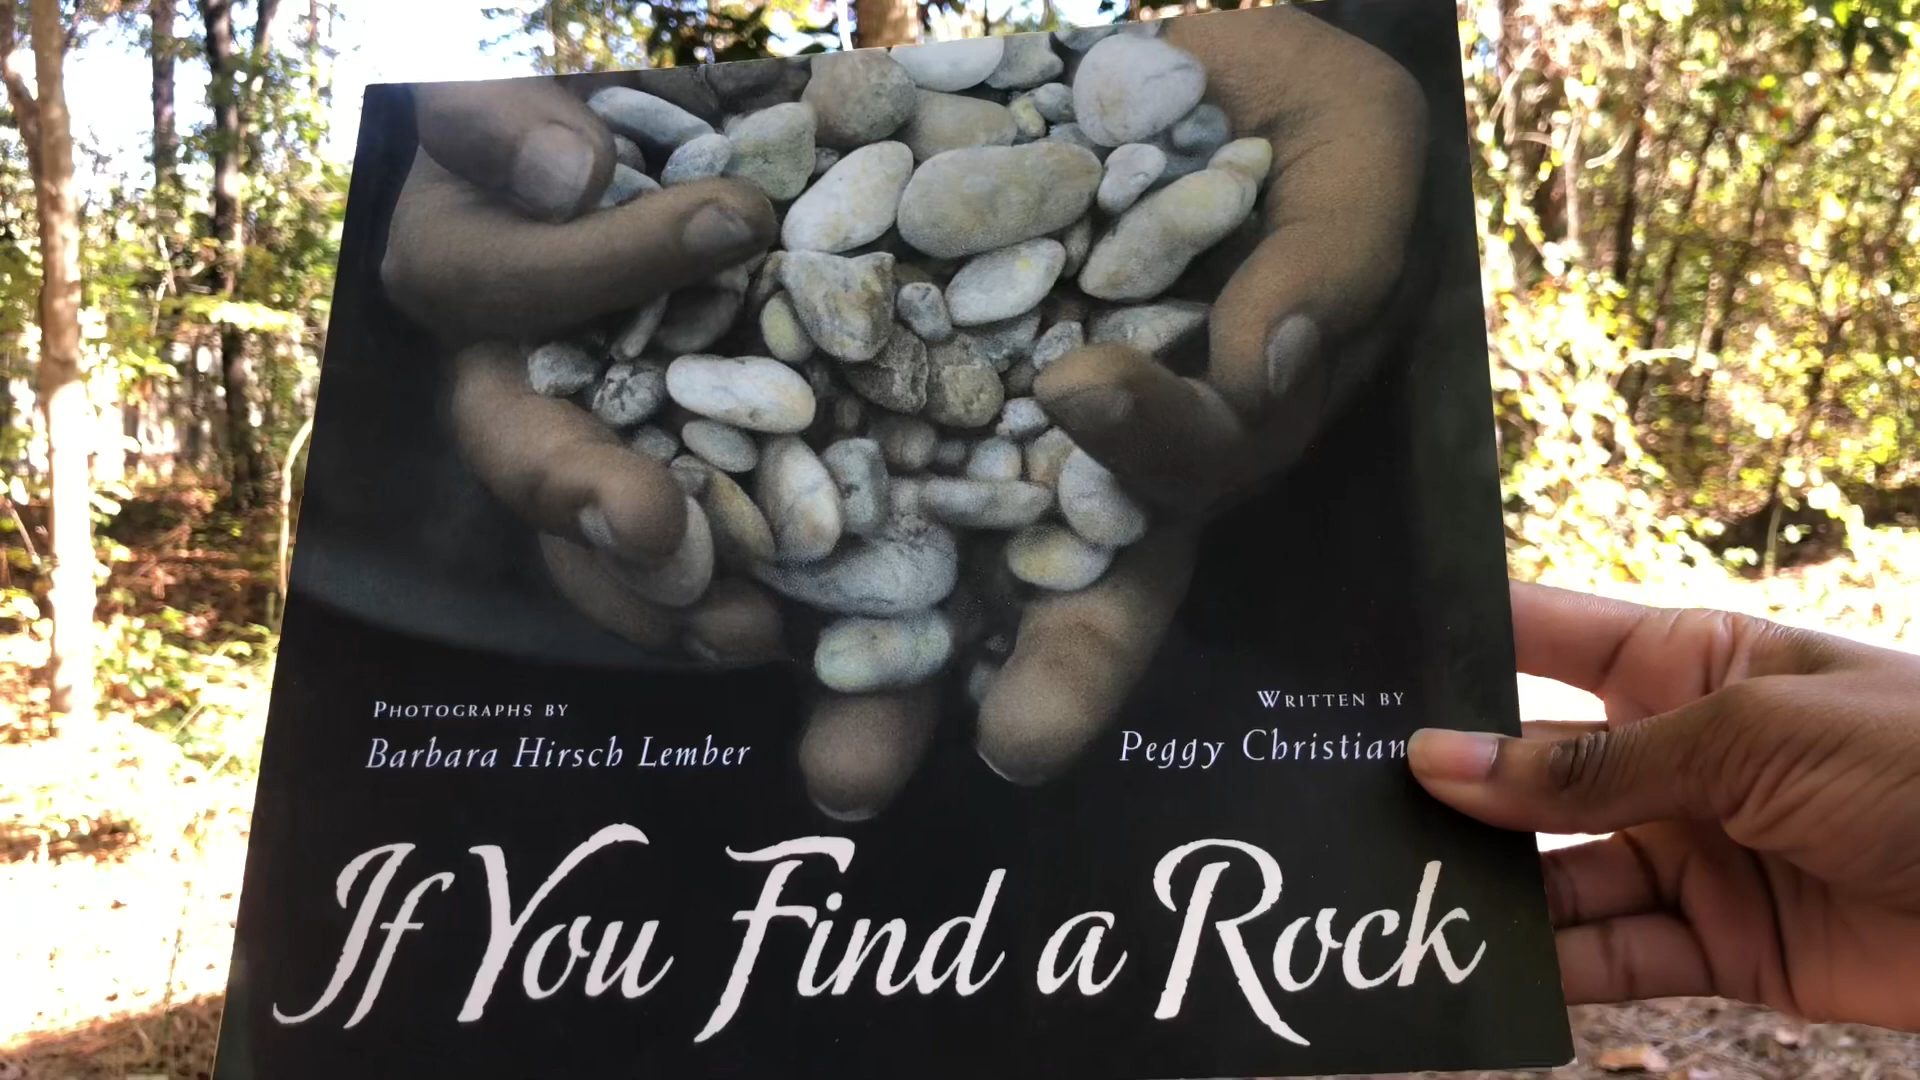 Photographs by
Barbara Hirsch Lember
Written by
Peggy Christian
If You Find a Rock